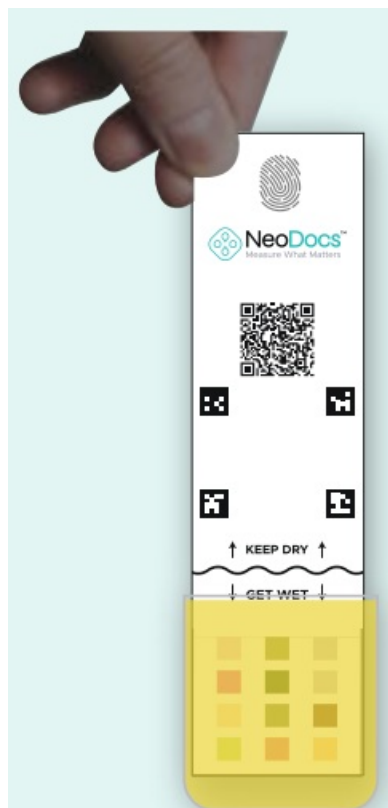 NeoDocs™
Measure What Matters
↑ KEEP DRY ↑
↓ GET WET ↓